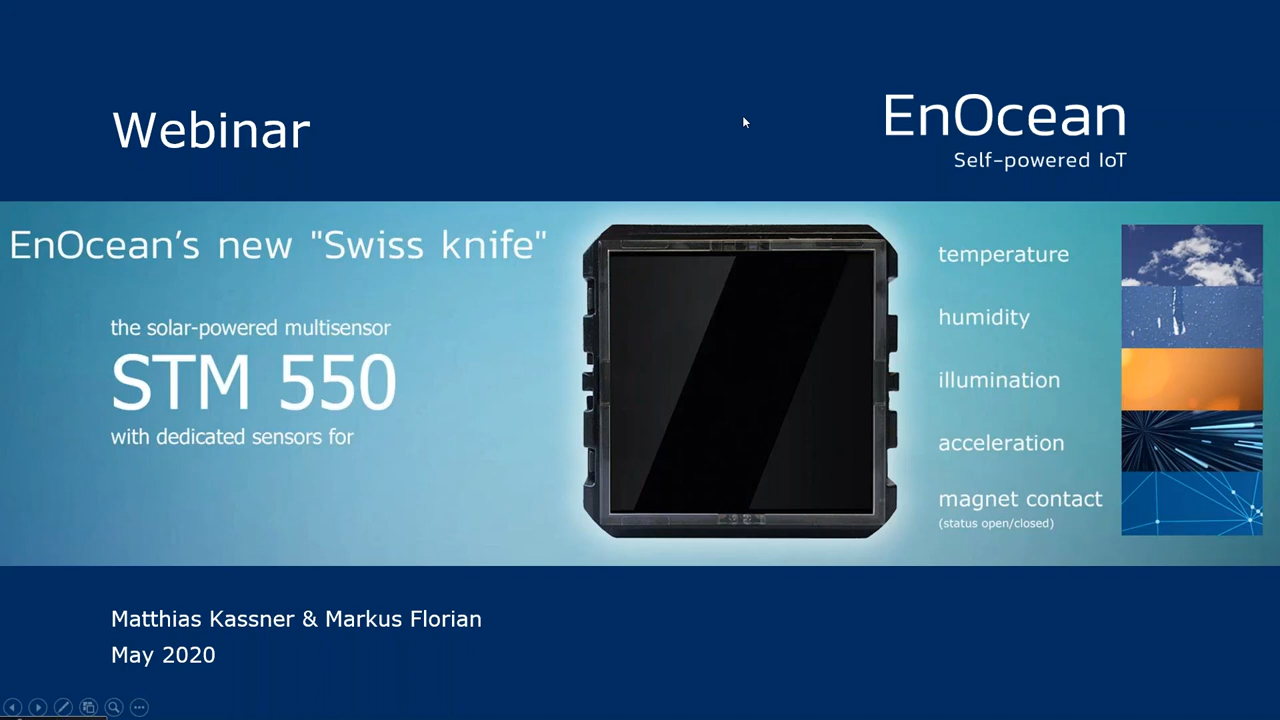 Webinar
EnOcean
Self-powered IoT
EnOcean’s new "Swiss knife"
the solar-powered multisensor
STM 550
with dedicated sensors for
temperature
humidity
illumination
acceleration
magnet contact
(status open/closed)
Matthias Kassner & Markus Florian
May 2020